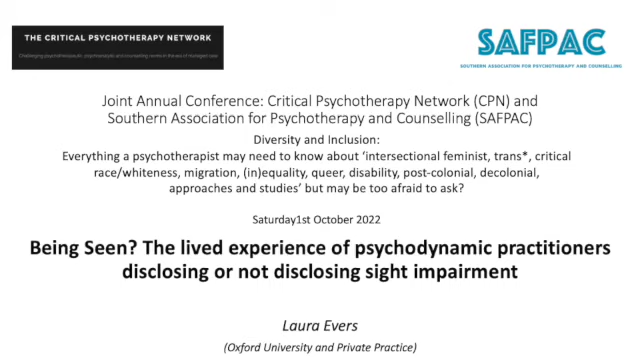 THE CRITICAL PSYCHOTHERAPY NETWORK
SAFPAC
SOUTHERN ASSOCIATION FOR PSYCHOTHERAPY AND COUNSELLING
Joint Annual Conference: Critical Psychotherapy Network (CPN) and
Southern Association for Psychotherapy and Counselling (SAFPAC)
Diversity and Inclusion:
Everything a psychotherapist may need to know about ‘intersectional feminist, trans*, critical
race/whiteness, migration, (in)equality, queer, disability, post-colonial, decolonial,
approaches and studies’ but may be too afraid to ask?
Saturday1st October 2022
Being Seen? The lived experience of psychodynamic practitioners
disclosing or not disclosing sight impairment
Laura Evers
(Oxford University and Private Practice)